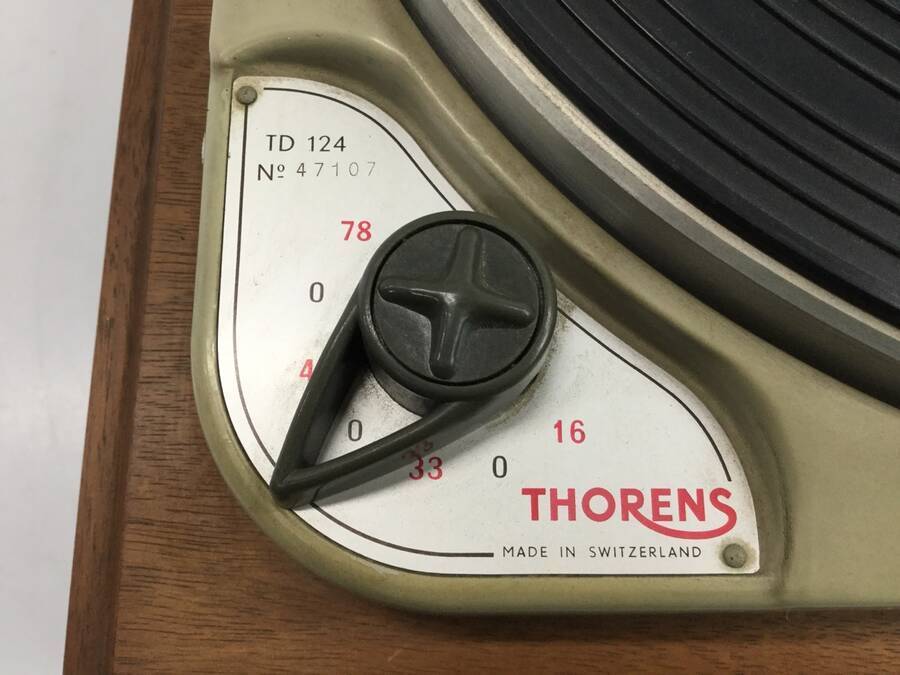 TD 124
Nº 47107
78
0
4
0
33
0
16
THORENS
MADE IN SWITZERLAND